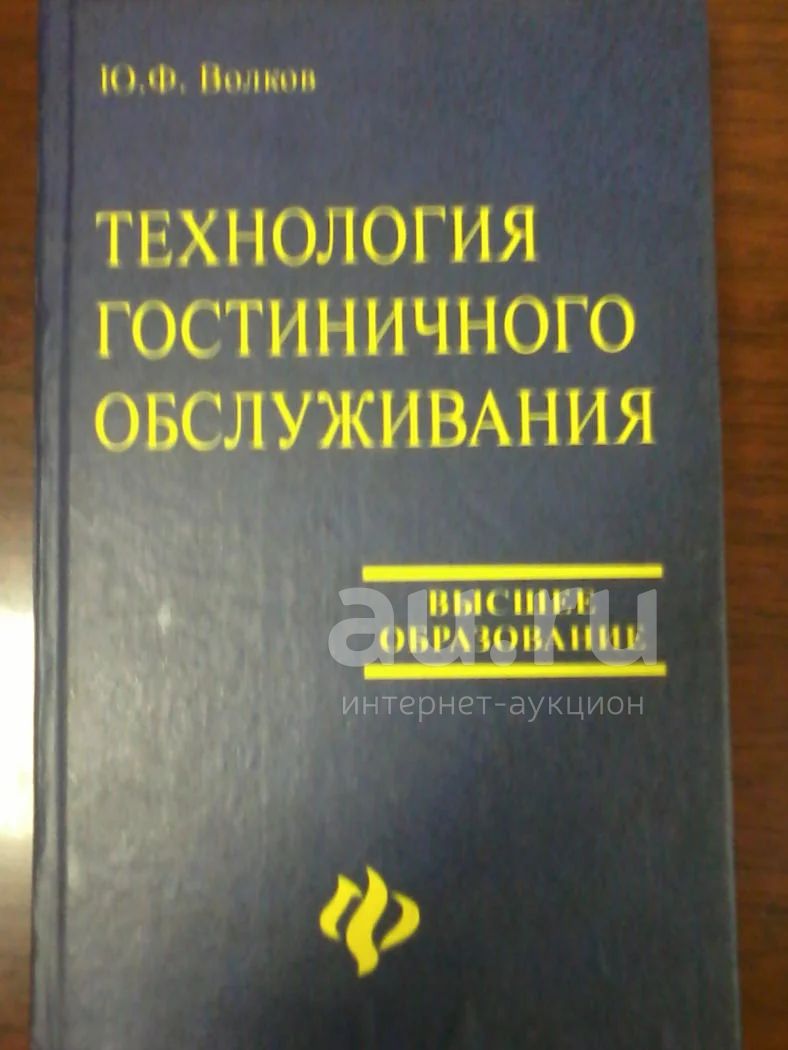 Ю.Ф. Волков
ТЕХНОЛОГИЯ
ГОСТИНИЧНОГО
ОБСЛУЖИВАНИЯ
ВЫСШЕЕ
ОБРАЗОВАНИЕ
au.ru
интернет-аукцион